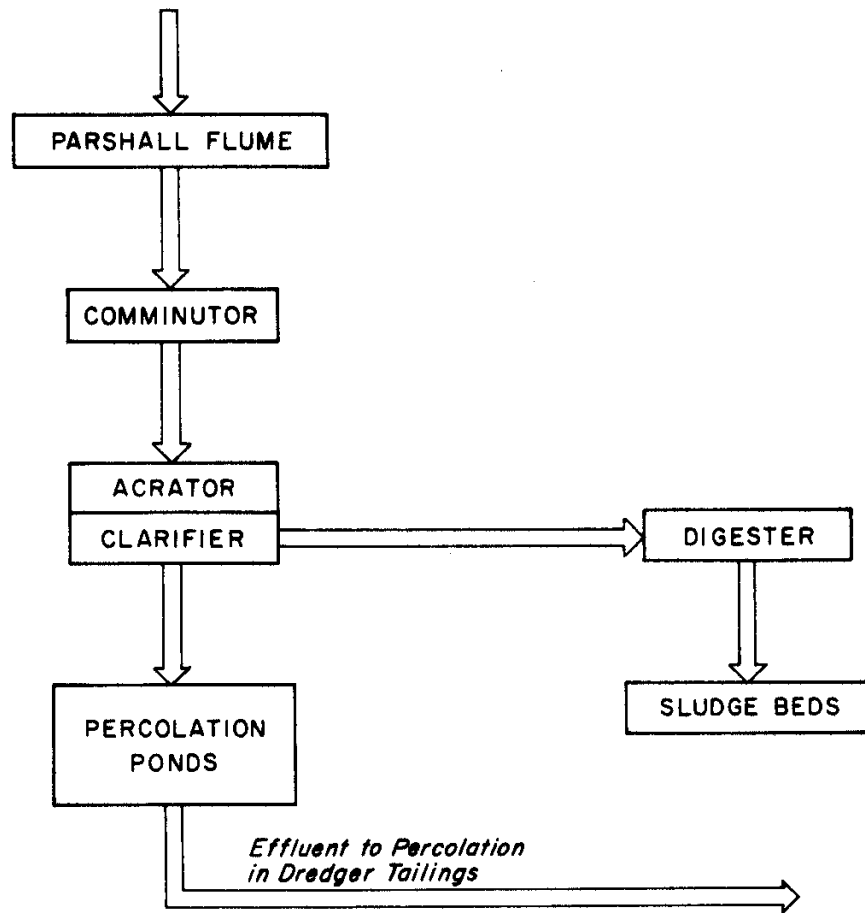 PARSHALL FLUME
COMMINUTOR
ACRATOR
CLARIFIER
DIGESTER
PERCOLATION
PONDS
SLUDGE BEDS
Effluent to Percolation
in Dredger Tailings